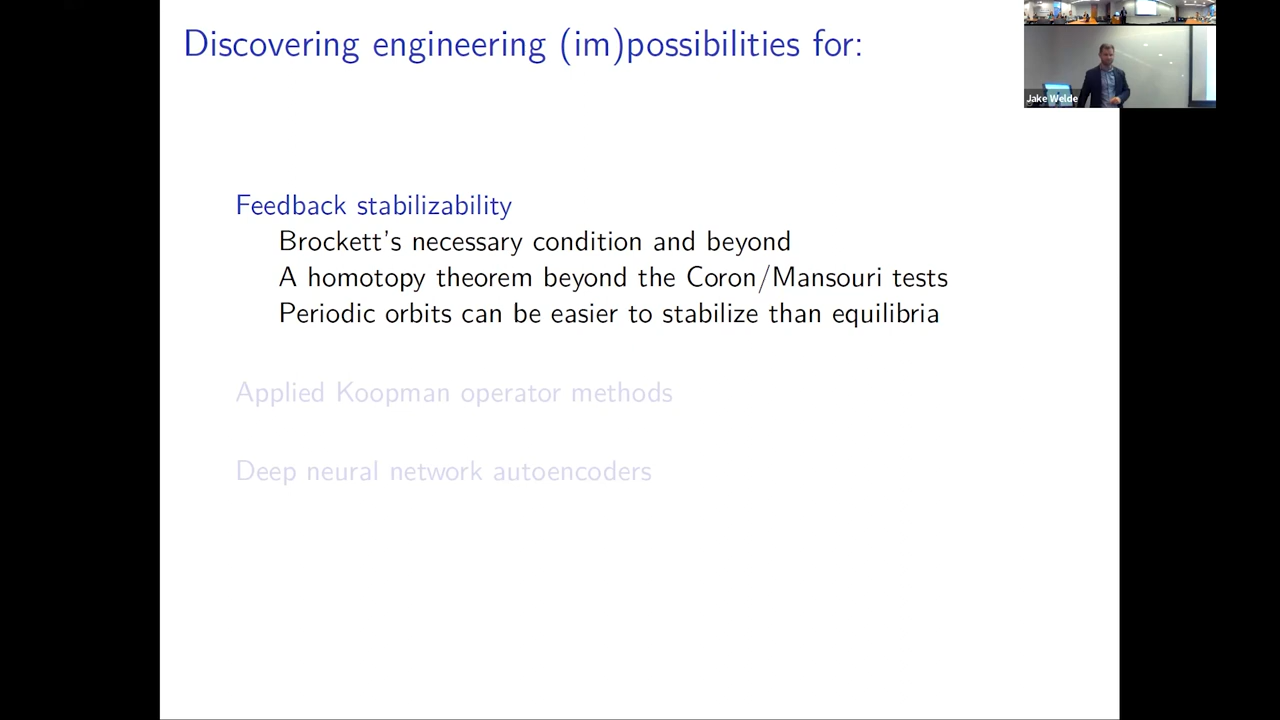 Discovering engineering (im)possibilities for:
Jake Welde
Feedback stabilizability
Brockett's necessary condition and beyond
A homotopy theorem beyond the Coron/Mansouri tests
Periodic orbits can be easier to stabilize than equilibria
Applied Koopman operator methods
Deep neural network autoencoders